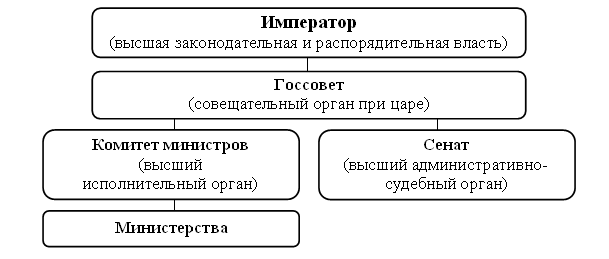 Император
(высшая законодательная и распорядительная власть)
Госсовет
(совещательный орган при царе)
Комитет министров
(высший
исполнительный орган)
Сенат
(высший административно-
судебный орган)
Министерства